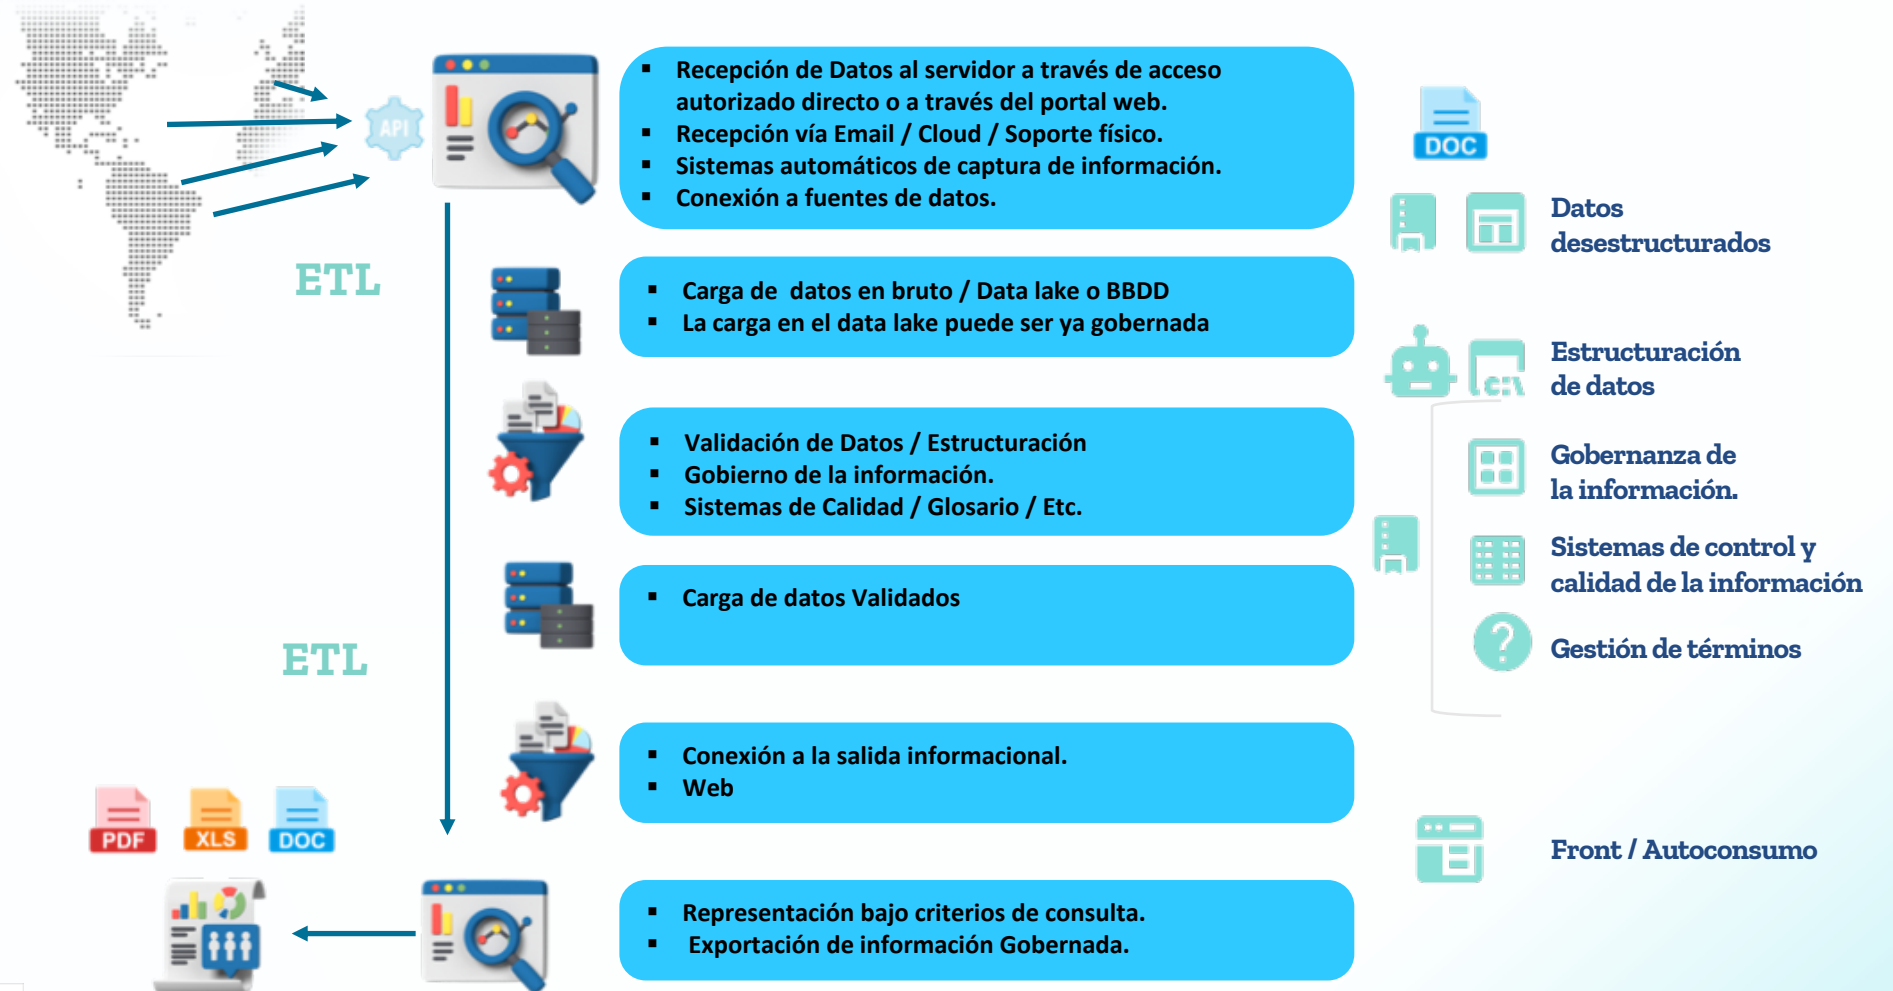 API
▪ Recepción de Datos al servidor a través de acceso
autorizado directo o a través del portal web.
▪ Recepción vía Email / Cloud / Soporte físico.
▪ Sistemas automáticos de captura de información.
▪ Conexión a fuentes de datos.
DOC
Datos
desestructurados
ETL
▪ Carga de  datos en bruto / Data lake o BBDD
▪ La carga en el data lake puede ser ya gobernada
C:\
Estructuración
de datos
▪ Validación de Datos / Estructuración
▪ Gobierno de la información.
▪ Sistemas de Calidad / Glosario / Etc.
Gobernanza de
la información.
Sistemas de control y
calidad de la información
▪ Carga de datos Validados
ETL
?
Gestión de términos
▪ Conexión a la salida informacional.
▪ Web
PDF
XLS
DOC
Front / Autoconsumo
▪ Representación bajo criterios de consulta.
▪ Exportación de información Gobernada.